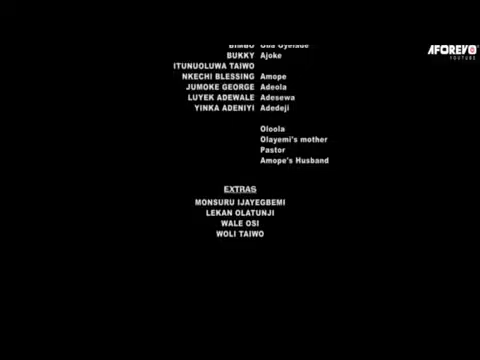 AFOREVO
YOUTUBE
BUKKY Ajoke
ITUNUOLUWA TAIWO
NKECHI BLESSING Amope
JUMOKE GEORGE Adeola
LUYEK ADEWALE Adesewa
YINKA ADENIYI Adedeji
Oloola
Olayemi's mother
Pastor
Amope's Husband
EXTRAS
MONSURU IJAYEGBEMI
LEKAN OLATUNJI
WALE OSI
WOLI TAIWO